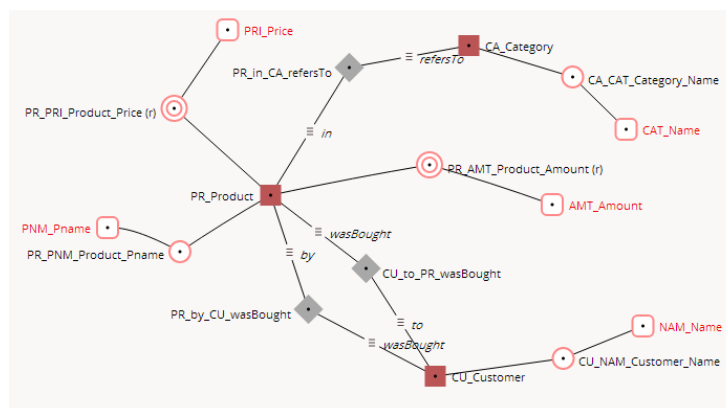 PRI_Price
CA_Category
refersTo
PR_in_CA_refersTo
CA_CAT_Category_Name
PR_PRI_Product_Price (r)
in
CAT_Name
PR_AMT_Product_Amount (r)
PR_Product
AMT_Amount
PNM_Pname
wasBought
PR_PNM_Product_Pname
by
CU_to_PR_wasBought
PR_by_CU_wasBought
to
NAM_Name
wasBought
CU_NAM_Customer_Name
CU_Customer